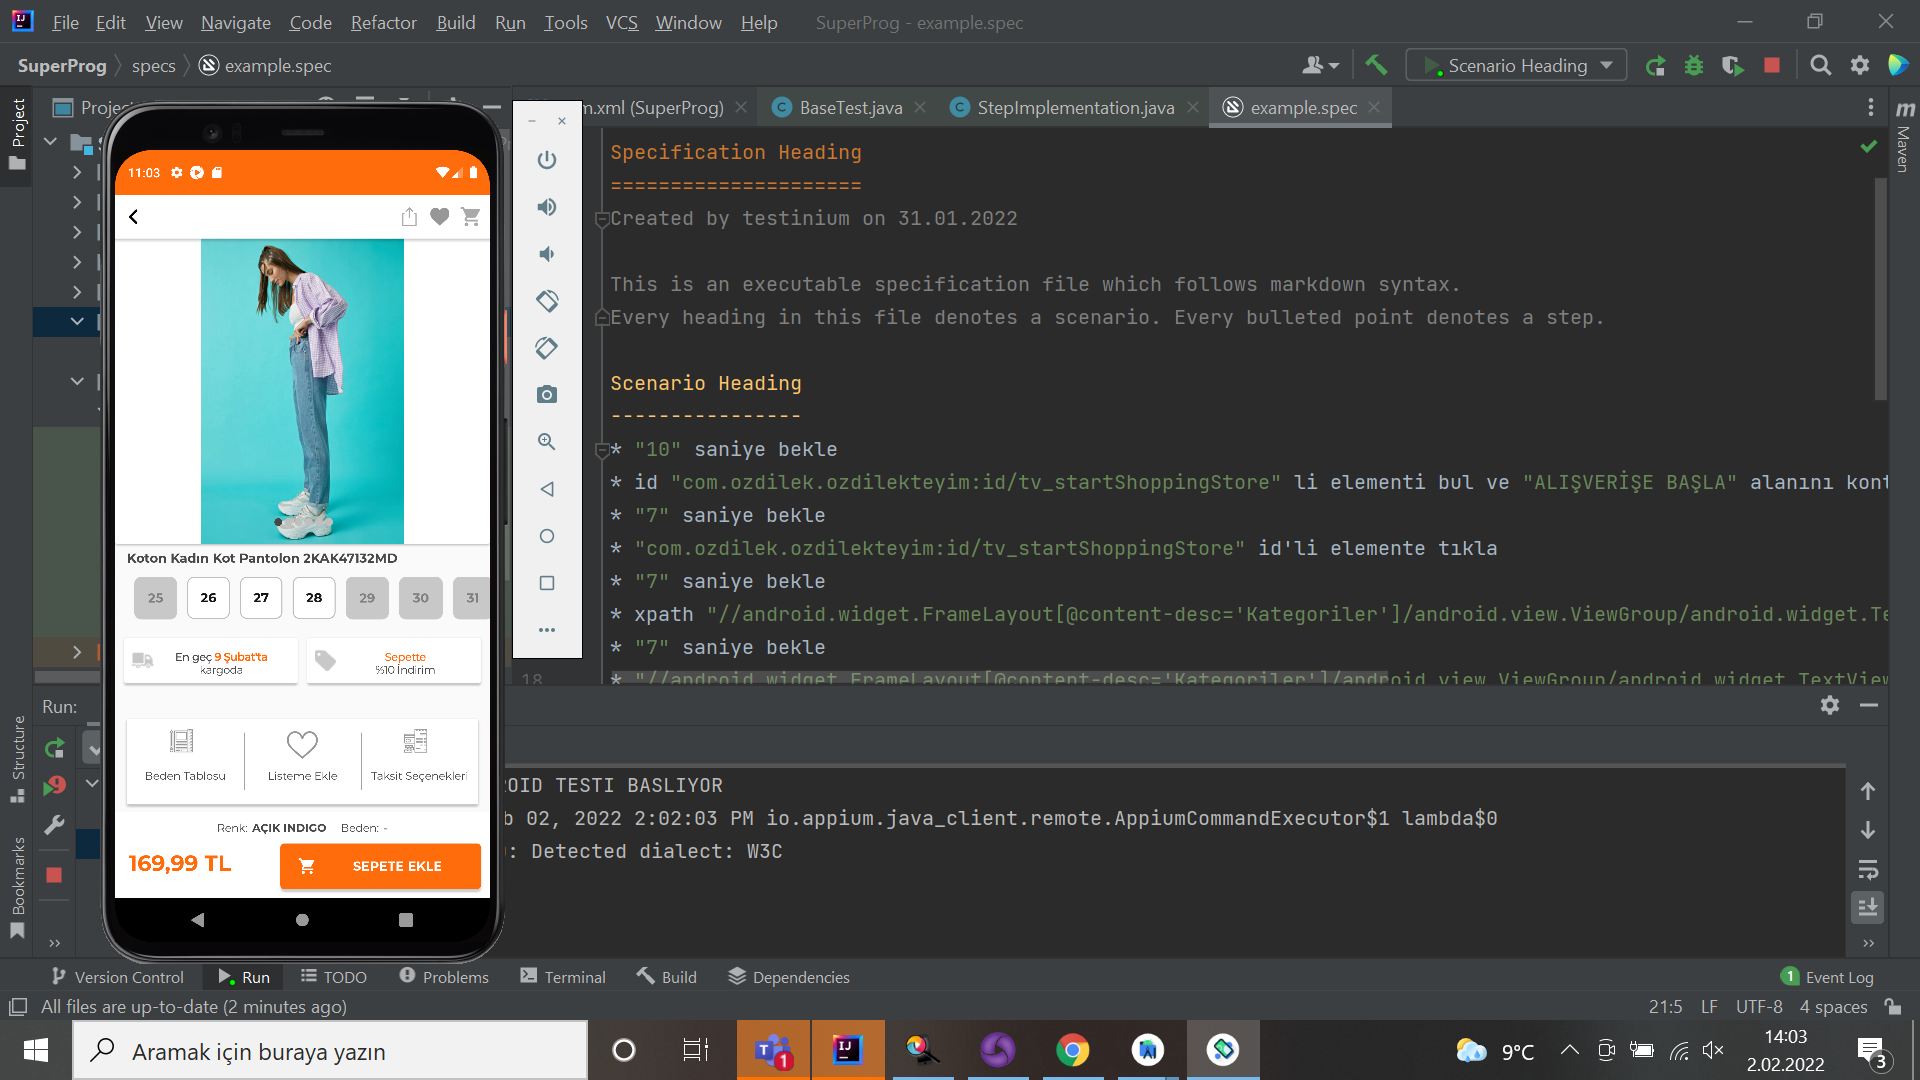 File Edit View Navigate Code Refactor Build Run Tools VCS Window Help SuperProg - example.spec
SuperProg specs example.spec Scenario Heading
Project
m.xml (SuperProg) BaseTest.java StepImplementation.java example.spec
Maven
Project
Specification Heading
=====================
Created by testinium on 31.01.2022
This is an executable specification file which follows markdown syntax.
Every heading in this file denotes a scenario. Every bulleted point denotes a step.
Scenario Heading
----------------
* "10" saniye bekle
* id "com.ozdilek.ozdilekteyim:id/tv_startShoppingStore" li elementi bul ve "ALIŞVERİŞE BAŞLA" alanını kont
* "7" saniye bekle
* "com.ozdilek.ozdilekteyim:id/tv_startShoppingStore" id'li elemente tıkla
* "7" saniye bekle
* xpath "//android.widget.FrameLayout[@content-desc='Kategoriler']/android.view.ViewGroup/android.widget.Te
* "7" saniye bekle
18
* "//android.widget.FrameLayout[@content-desc='Kategoriler']/android.view.ViewGroup/android.widget.TextView
11:03
Koton Kadın Kot Pantolon 2KAK47132MD
25 26 27 28 29 30 31
En geç 9 Şubat'ta
kargoda
Sepette
%10 İndirim
Beden Tablosu Listeme Ekle Taksit Seçenekleri
Renk: AÇIK INDIGO Beden: -
169,99 TL SEPETE EKLE
Run:
Structure
Bookmarks
OID TESTI BASLIYOR
b 02, 2022 2:02:03 PM io.appium.java_client.remote.AppiumCommandExecutor$1 lambda$0
: Detected dialect: W3C
Version Control Run TODO Problems Terminal Build Dependencies 1 Event Log
All files are up-to-date (2 minutes ago) 21:5 LF UTF-8 4 spaces
Aramak için buraya yazın
1
9°C
14:03
2.02.2022
3